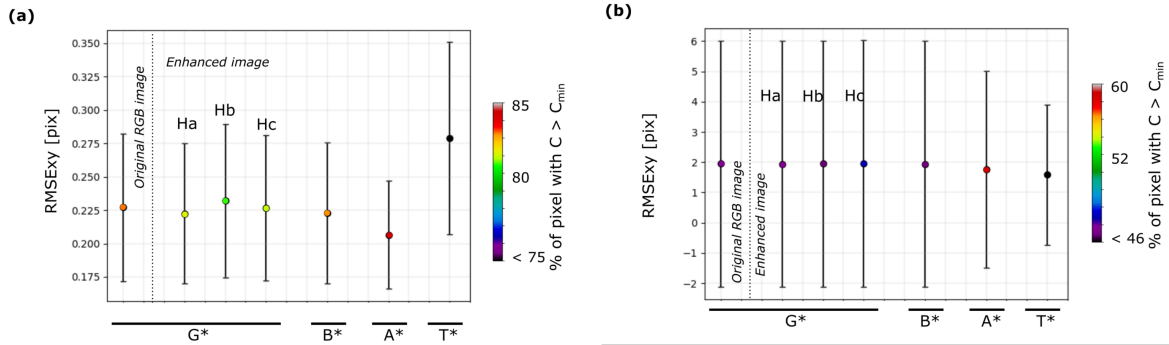 (a)
RMSExy [pix]
0.350
0.325
0.300
0.275
0.250
0.225
0.200
0.175
Original RGB image
Enhanced image
Ha
Hb
Hc
G*
B*
A*
T*
85
80
< 75
% of pixel with C > Cmin
(b)
RMSExy [pix]
6
5
4
3
2
1
0
−1
−2
Original RGB image
Enhanced image
Ha
Hb
Hc
G*
B*
A*
T*
60
58
52
< 46
% of pixel with C > Cmin